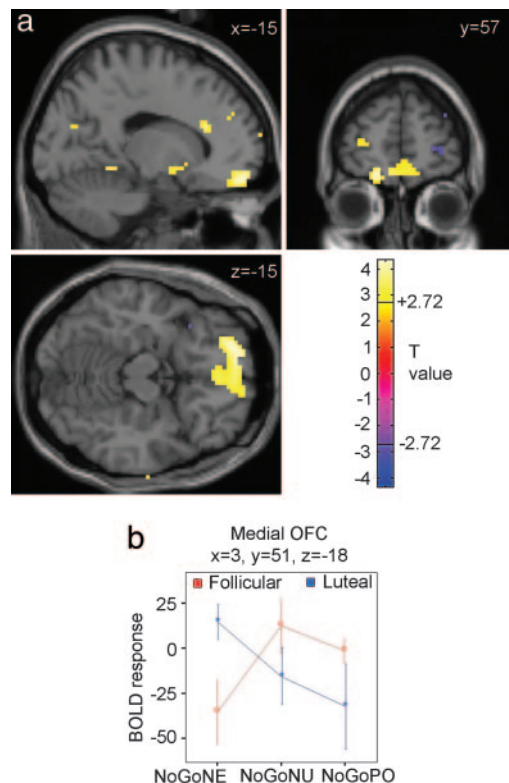 a
x=-15
y=57
z=-15
4
3
+2.72
2
1
T
0
value
-1
-2
-2.72
-3
-4
b
Medial OFC
x=3, y=51, z=-18
Follicular Luteal
BOLD response
25
0
-25
-50
NoGoNE NoGoNU NoGoPO